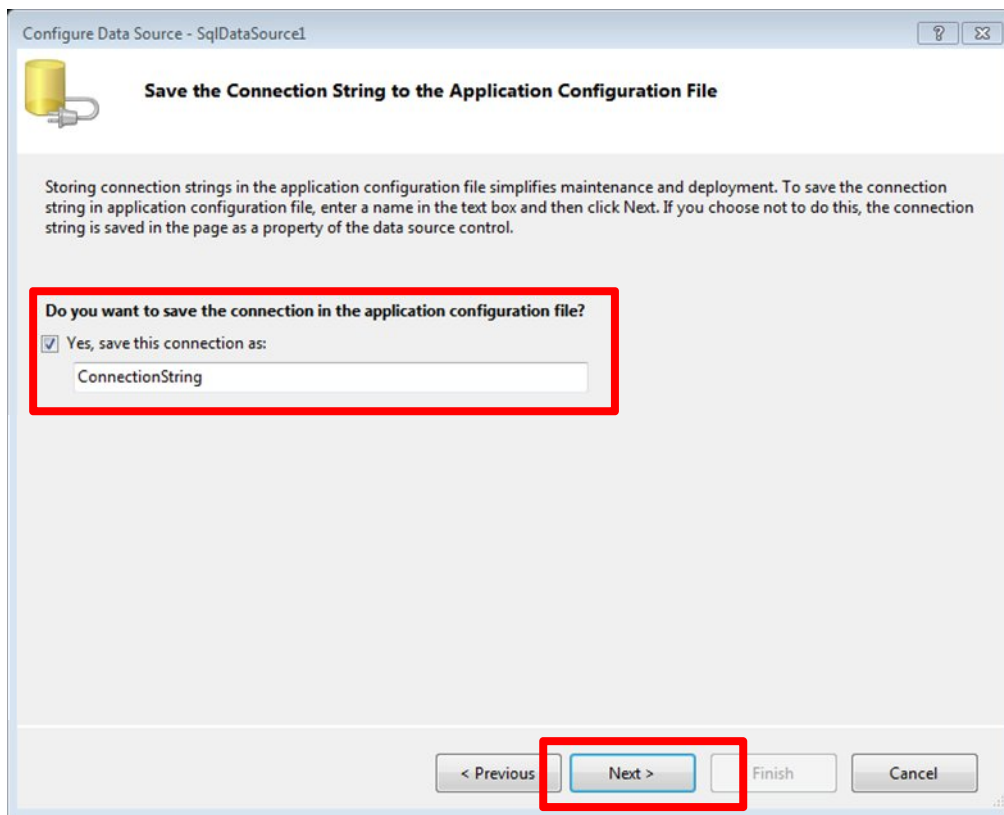 Configure Data Source - SqlDataSource1
?
Save the Connection String to the Application Configuration File
Storing connection strings in the application configuration file simplifies maintenance and deployment. To save the connection
string in application configuration file, enter a name in the text box and then click Next. If you choose not to do this, the connection
string is saved in the page as a property of the data source control.
Do you want to save the connection in the application configuration file?
Yes, save this connection as:
ConnectionString
< Previous
Next >
Finish
Cancel